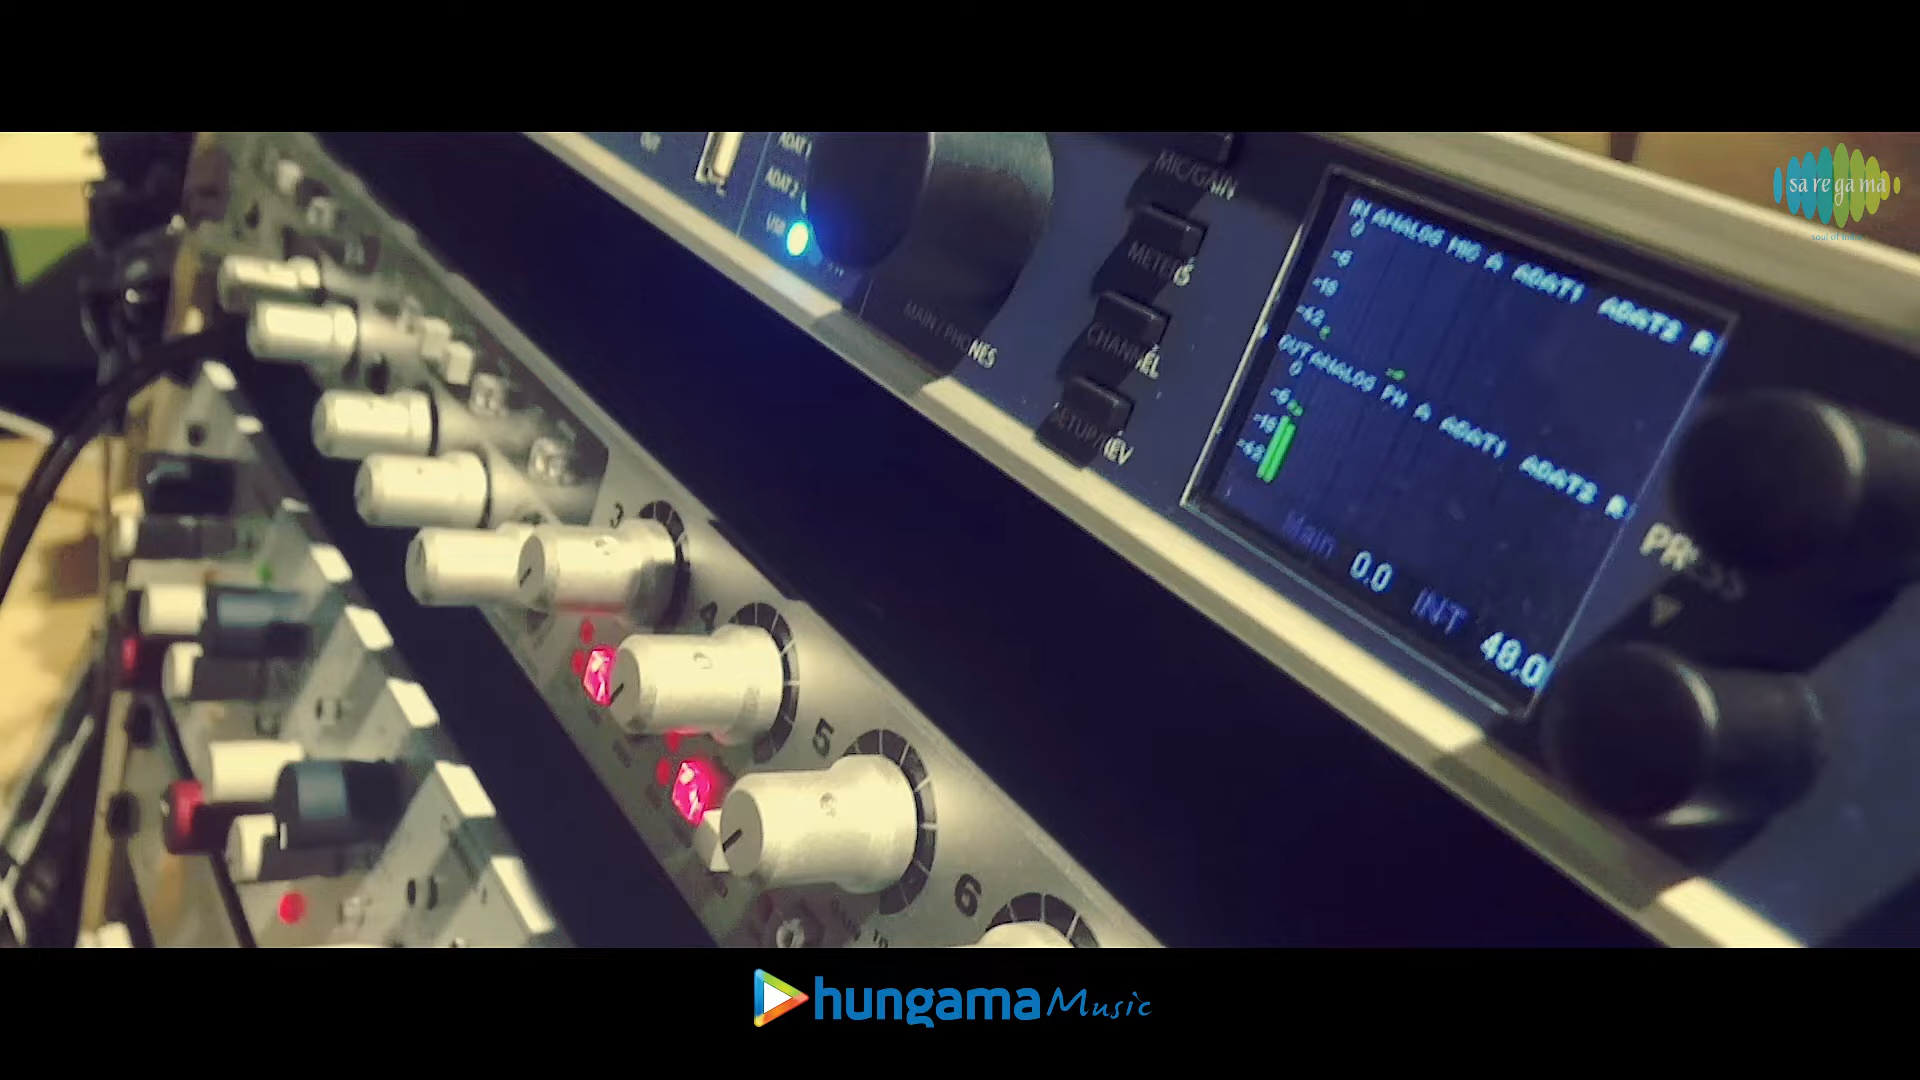 sa re ga ma
OUT
ADAT 2
USB
MIC/GAIN
METERS
MAIN / PHONES
CHANNEL
SETUP/REV
IN ANALOG MIC A ADAT1 ADAT2
0
-6
-18
-42
OUT ANALOG PH A ADAT1 ADAT2
0
-6
-18
-42
Main 0.0 INT 48.0
PRESS
3
4
5
6
hungama Music